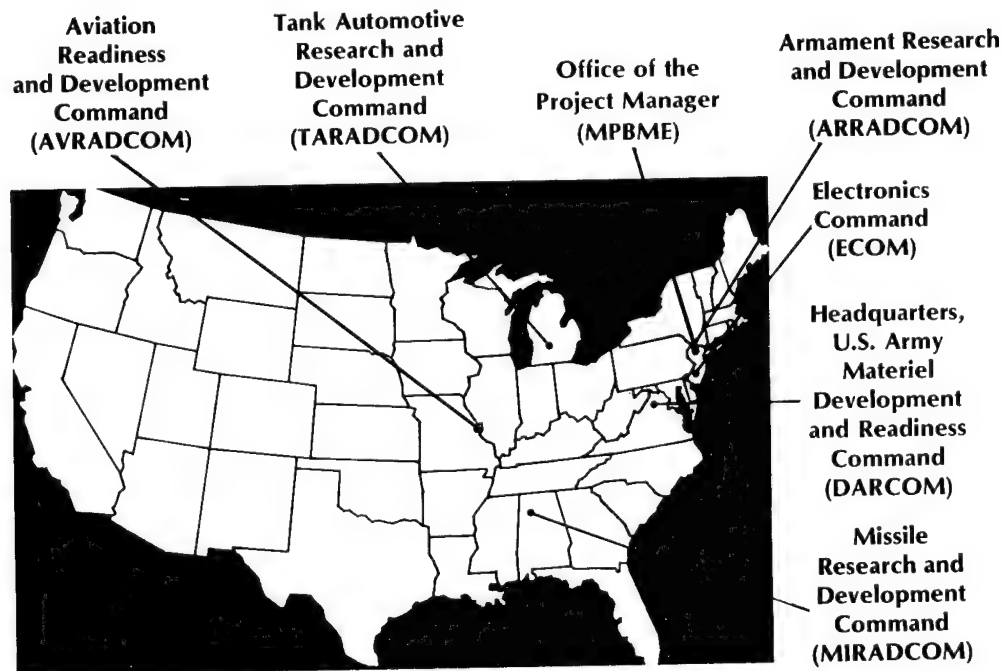 Aviation
Readiness
and Development
Command
(AVRADCOM)
Tank Automotive
Research and
Development
Command
(TARADCOM)
Office of the
Project Manager
(MPBME)
Armament Research
and Development
Command
(ARRADCOM)
Electronics
Command
(ECOM)
Headquarters,
U.S. Army
Materiel
Development
and Readiness
Command
(DARCOM)
Missile
Research and
Development
Command
(MIRADCOM)